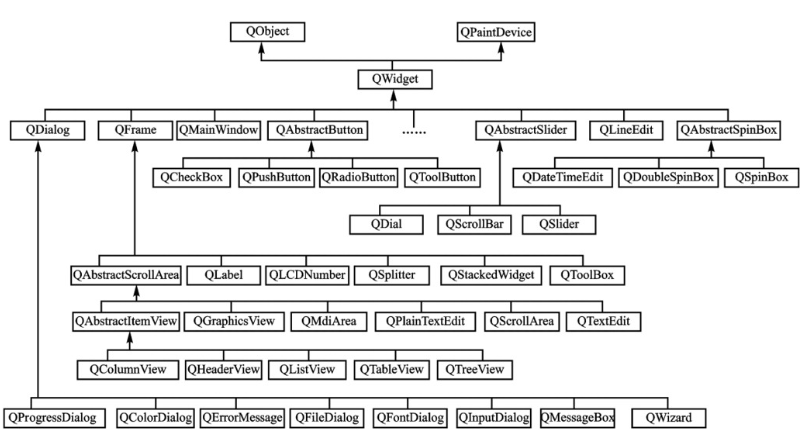 QObject QPaintDevice
QWidget
QDialog QFrame QMainWindow QAbstractButton …… QAbstractSlider QLineEdit QAbstractSpinBox
QCheckBox QPushButton QRadioButton QToolButton QDateTimeEdit QDoubleSpinBox QSpinBox
QDial QScrollBar QSlider
QAbstractScrollArea QLabel QLCDNumber QSplitter QStackedWidget QToolBox
QAbstractItemView QGraphicsView QMdiArea QPlainTextEdit QScrollArea QTextEdit
QColumnView QHeaderView QListView QTableView QTreeView
QProgressDialog QColorDialog QErrorMessage QFileDialog QFontDialog QInputDialog QMessageBox QWizard